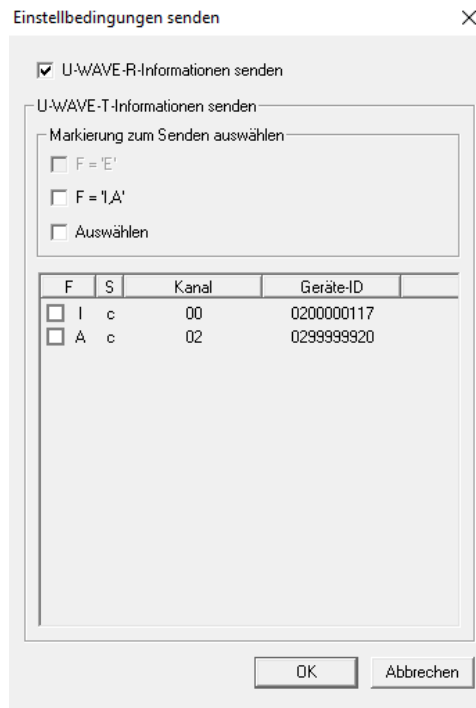 Einstellbedingungen senden
U-WAVE-R-Informationen senden
U-WAVE-T-Informationen senden
Markierung zum Senden auswählen
F = 'E'
F = 'I,A'
Auswählen
F S Kanal Geräte-ID
I c 00 0200000117
A c 02 0299999920
OK Abbrechen